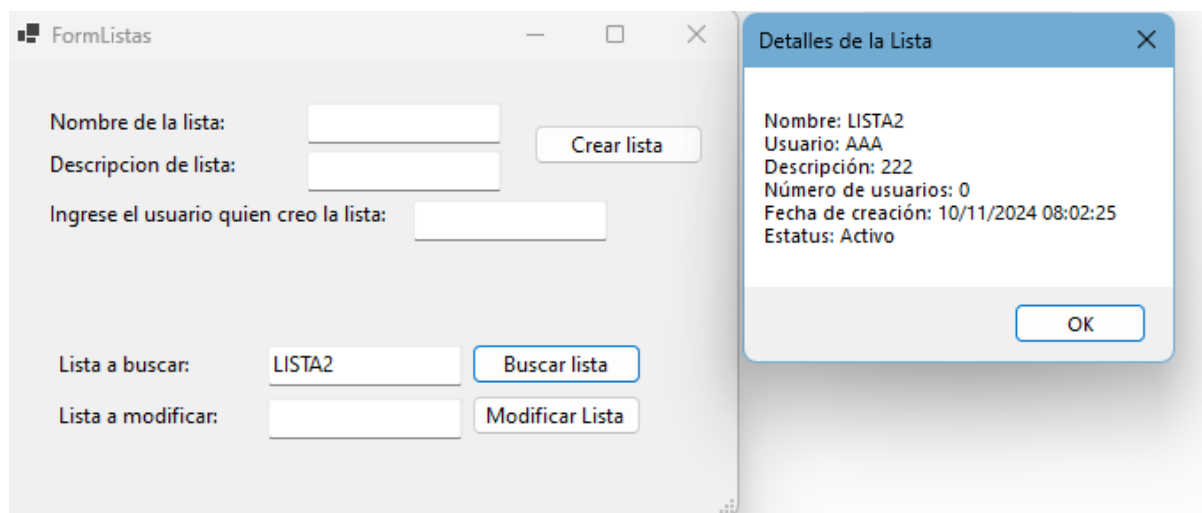 FormListas
Nombre de la lista:
Crear lista
Descripcion de lista:
Ingrese el usuario quien creo la lista:
Lista a buscar: LISTA2 Buscar lista
Lista a modificar: Modificar Lista
Detalles de la Lista
Nombre: LISTA2
Usuario: AAA
Descripción: 222
Número de usuarios: 0
Fecha de creación: 10/11/2024 08:02:25
Estatus: Activo
OK